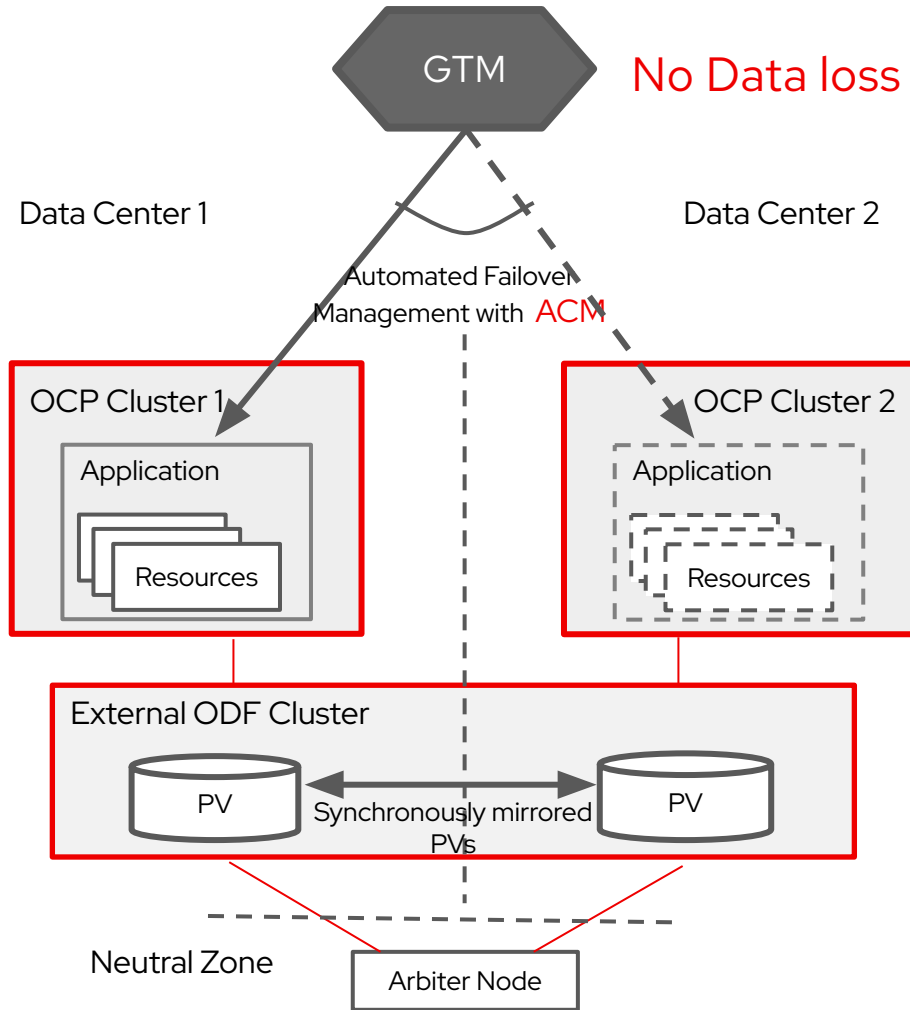 GTM
No Data loss
Data Center 1
Data Center 2
Automated Failover
Management with ACM
OCP Cluster 1
OCP Cluster 2
Application
Application
Resources
Resources
External ODF Cluster
PV
PV
Synchronously mirrored
PVs
Neutral Zone
Arbiter Node